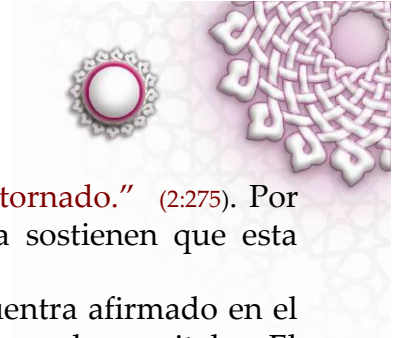 tornado.” (2:275). Por
a sostienen que esta
uentra afirmado en el